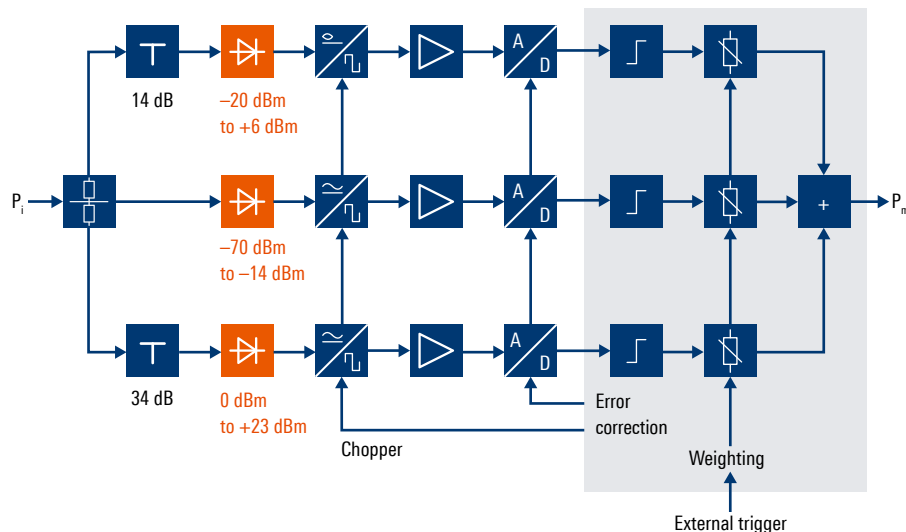 A
D
14 dB
–20 dBm
to +6 dBm
P
i
A
D
+
P
m
–70 dBm
to –14 dBm
A
D
34 dB
0 dBm
to +23 dBm
Error
correction
Chopper
Weighting
External trigger